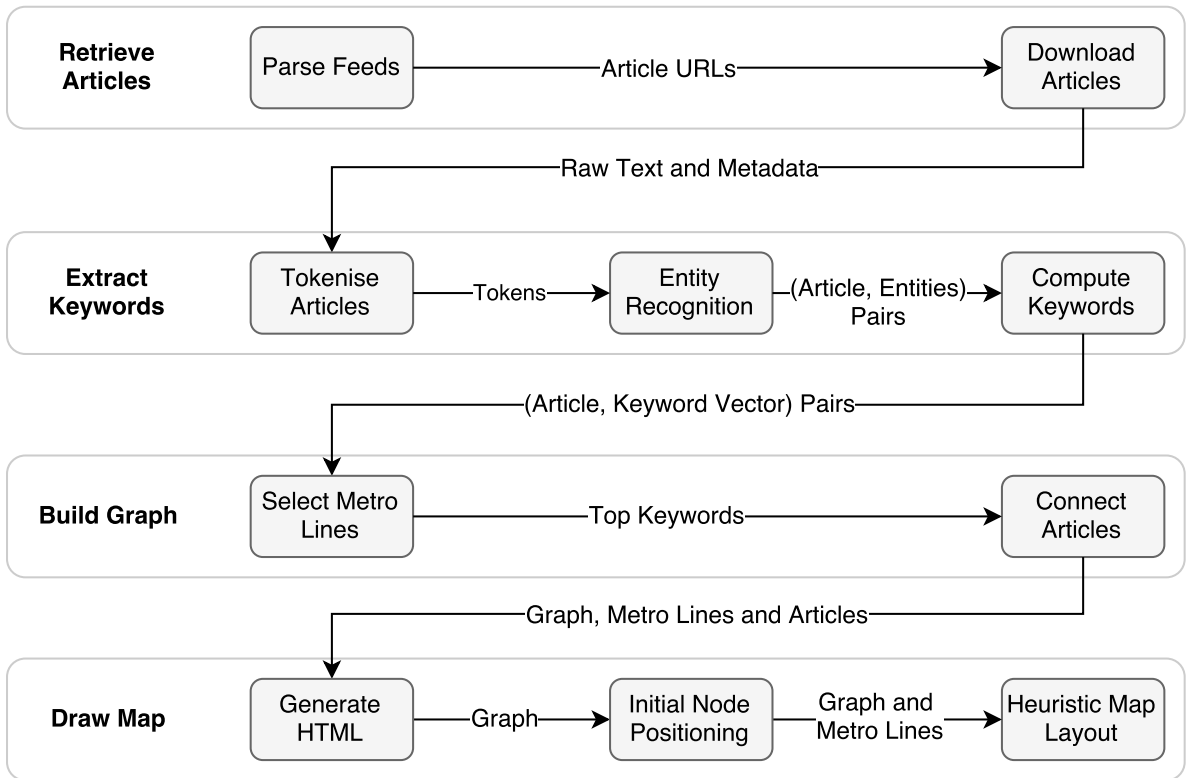 Retrieve
Articles
Parse Feeds
Article URLs
Download
Articles
Raw Text and Metadata
Extract
Keywords
Tokenise
Articles
Tokens
Entity
Recognition
(Article, Entities)
Pairs
Compute
Keywords
(Article, Keyword Vector) Pairs
Build Graph
Select Metro
Lines
Top Keywords
Connect
Articles
Graph, Metro Lines and Articles
Draw Map
Generate
HTML
Graph
Initial Node
Positioning
Graph and
Metro Lines
Heuristic Map
Layout